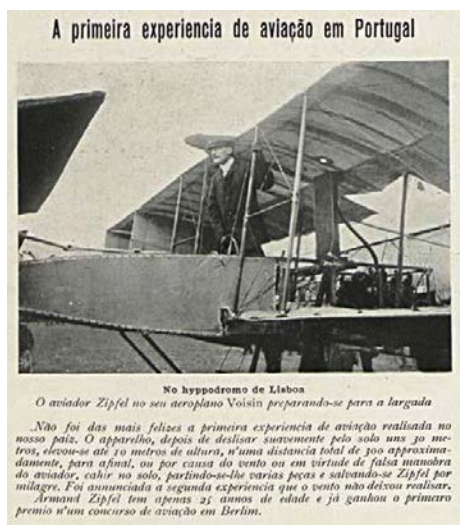 A primeira experiencia de aviação em Portugal
No hyppodromo de Lisboa
O aviador Zipfel no seu aeroplano Voisin preparando-se para a largada
Não foi das mais felizes a primeira experiencia de aviação realisada no
nosso paiz. O apparelho, depois de deslisar suavemente pelo solo uns 30 me-
tros, elevou-se até 10 metros de altura, n'uma distancia total de 300 approxima-
damente, para afinal, ou por causa do vento ou em virtude de falsa manobra
do aviador, cahir no solo, partindo-se-lhe varias peças e salvando-se Zipfel por
milagre. Foi annunciada a segunda experiencia que o vento não deixou realisar.
Armand Zipfel tem apenas 25 annos de edade e já ganhou o primeiro
premio n'um concurso de aviação em Berlim.